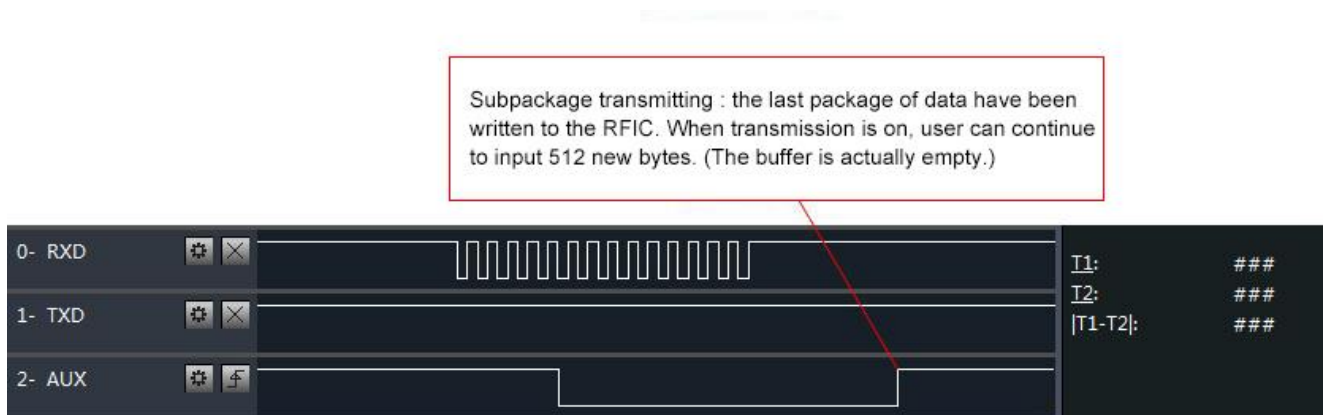 Subpackage transmitting : the last package of data have been
written to the RFIC. When transmission is on, user can continue
to input 512 new bytes. (The buffer is actually empty.)
0- RXD
T1: ###
T2: ###
1- TXD
|T1-T2|: ###
2- AUX